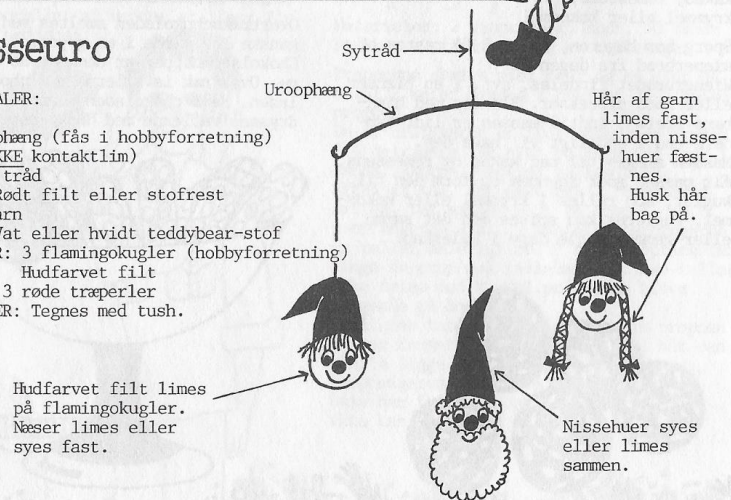 sseuro
ALER:
phæng (fås i hobbyforretning)
KKE kontaktlim)
tråd
Rødt filt eller stofrest
arn
Vat eller hvidt teddybear-stof
R: 3 flamingokugler (hobbyforretning)
Hudfarvet filt
3 røde træperler
ER: Tegnes med tush.
Sytråd
Uroophæng
Hår af garn
limes fast,
inden nisse-
huer fæst-
nes.
Husk hår
bag på.
Hudfarvet filt limes
på flamingokugler.
Næser limes eller
syes fast.
Nissehuer syes
eller limes
sammen.